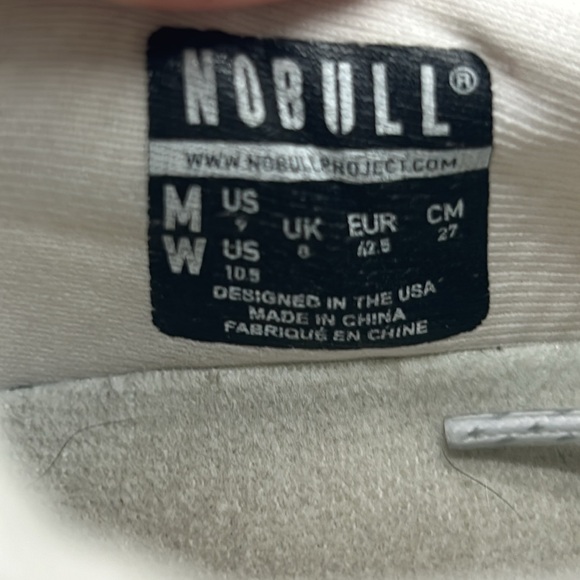 NOBULL®
WWW.NOBULLPROJECT.COM
M US 9 UK 8 EUR 42.5 CM 27
W US 10.5
DESIGNED IN THE USA
MADE IN CHINA
FABRIQUÉ EN CHINE